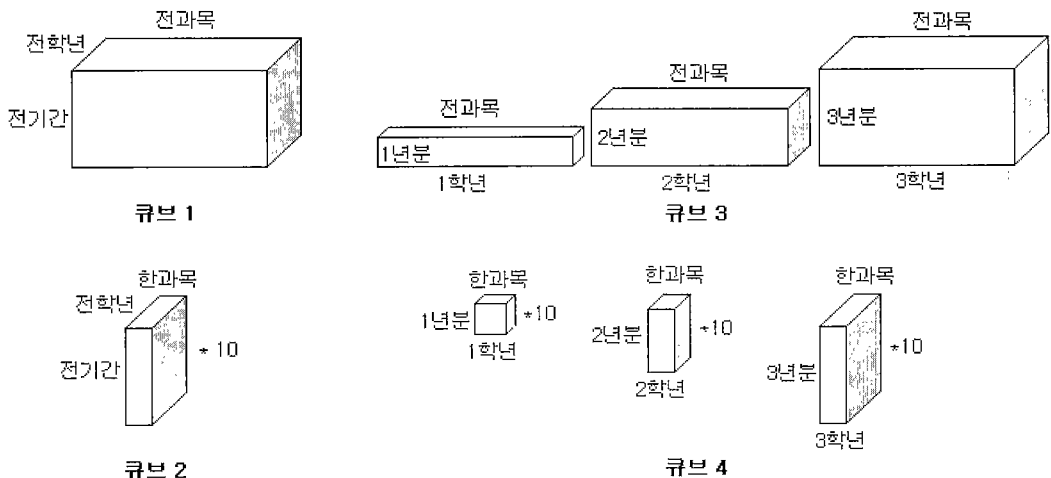 전과목
전학년
전기간
큐브 1
전과목
1년분
1학년
전과목
2년분
2학년
전과목
3년분
3학년
큐브 3
한과목
전학년
전기간
* 10
큐브 2
한과목
1년분
*10
1학년
한과목
2년분
*10
2학년
한과목
3년분
*10
3학년
큐브 4